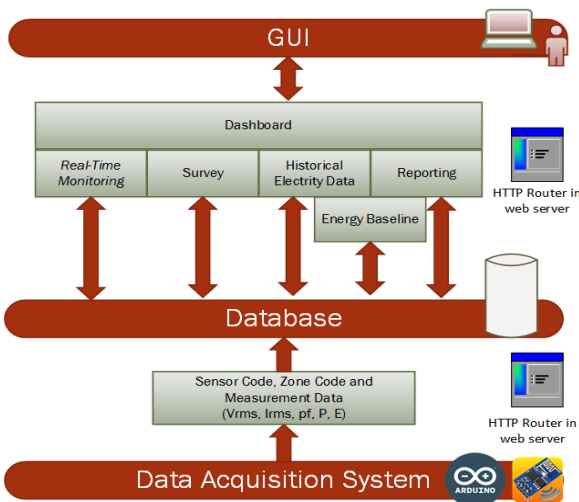 GUI
Dashboard
Real-Time
Monitoring
Survey
Historical
Electrity Data
Reporting
HTTP Router in
web server
Energy Baseline
Database
Sensor Code, Zone Code and
Measurement Data
(Vrms, Irms, pf, P, E)
HTTP Router in
web server
Data Acquisition System
ARDUINO